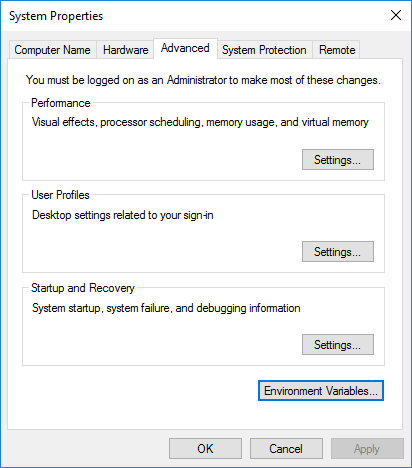 System Properties
Computer Name Hardware Advanced System Protection Remote
You must be logged on as an Administrator to make most of these changes.
Performance
Visual effects, processor scheduling, memory usage, and virtual memory
Settings...
User Profiles
Desktop settings related to your sign-in
Settings...
Startup and Recovery
System startup, system failure, and debugging information
Settings...
Environment Variables...
OK Cancel Apply